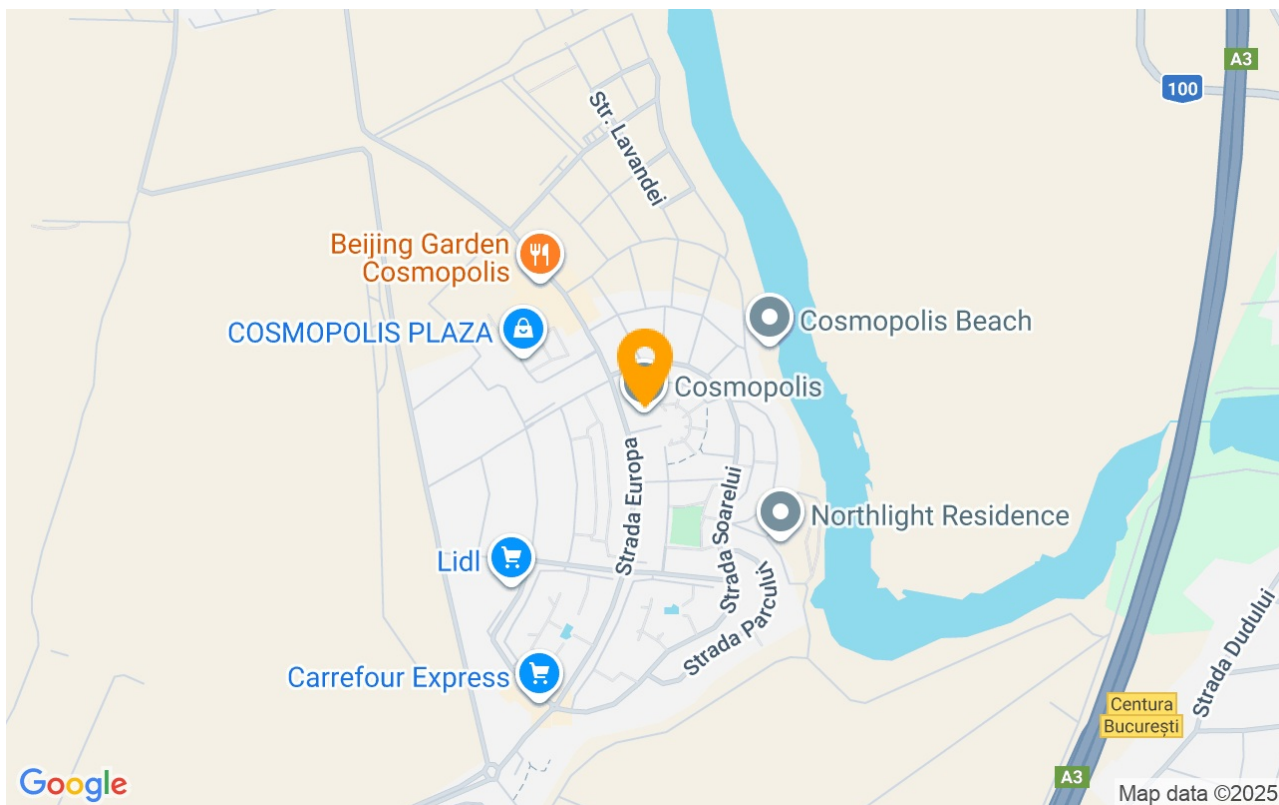 A3
100
Str. Lavandei
Beijing Garden
Cosmopolis
COSMOPOLIS PLAZA
Cosmopolis Beach
Cosmopolis
Strada Europa
Strada Soarelui
Northlight Residence
Lidl
Strada Parcului
Carrefour Express
Strada Dudului
Centura
București
A3
Google
Map data ©2025